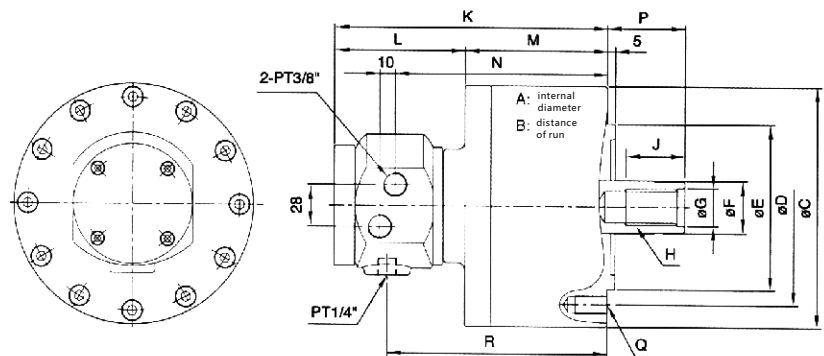 K
P
L
M
5
10
N
2-PT3/8"
A: internal
diameter
B: distance
of run
J
28
øG
øF
øE
øD
øC
H
PT1/4"
R
Q